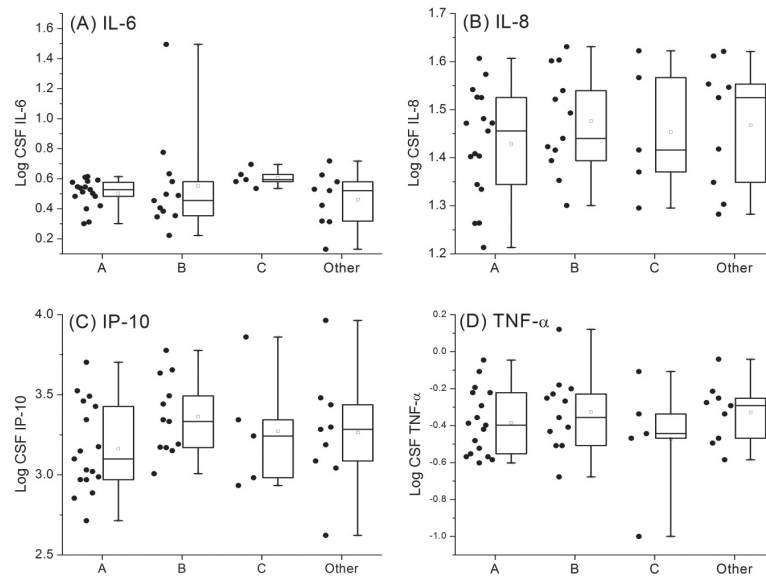 (A) IL-6
Log CSF IL-6
1.6
1.4
1.2
1.0
0.8
0.6
0.4
0.2
A B C Other
(B) IL-8
Log CSF IL-8
1.7
1.6
1.5
1.4
1.3
1.2
A B C Other
(C) IP-10
Log CSF IP-10
4.0
3.5
3.0
2.5
A B C Other
(D) TNF-α
Log CSF TNF-α
0.2
0.0
-0.2
-0.4
-0.6
-0.8
-1.0
A B C Other